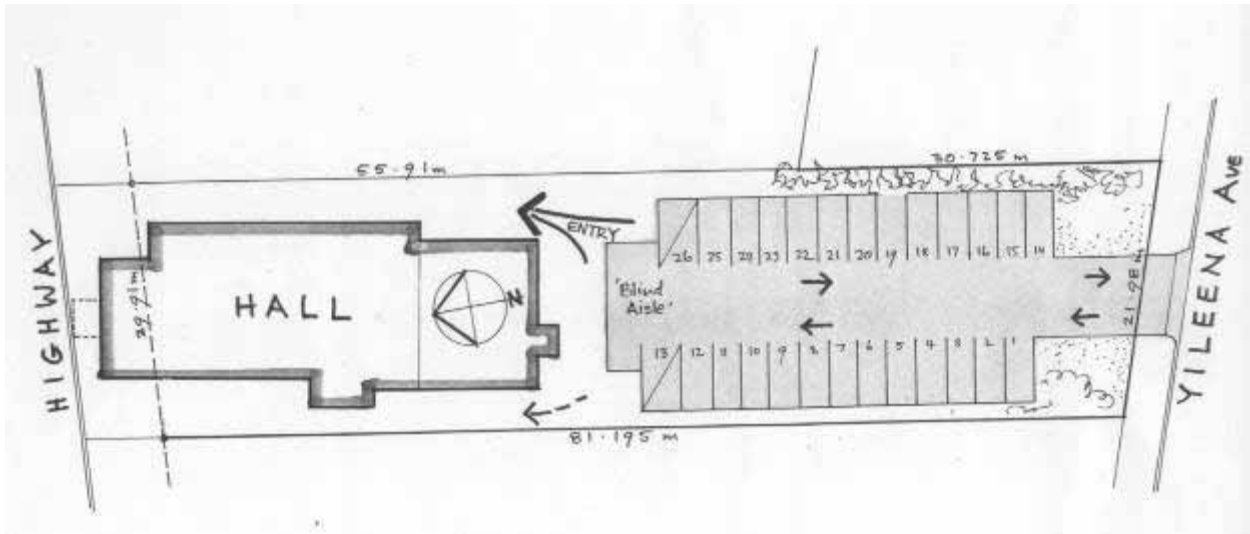 55·91m
30·725 m
HIGHWAY
YILEENA AVE
ENTRY
26 25 24 23 22 21 20 19 18 17 16 15 14
'Blind
Aisle'
HALL
N
21·98 m
13 12 11 10 9 8 7 6 5 4 3 2 1
81·195 m